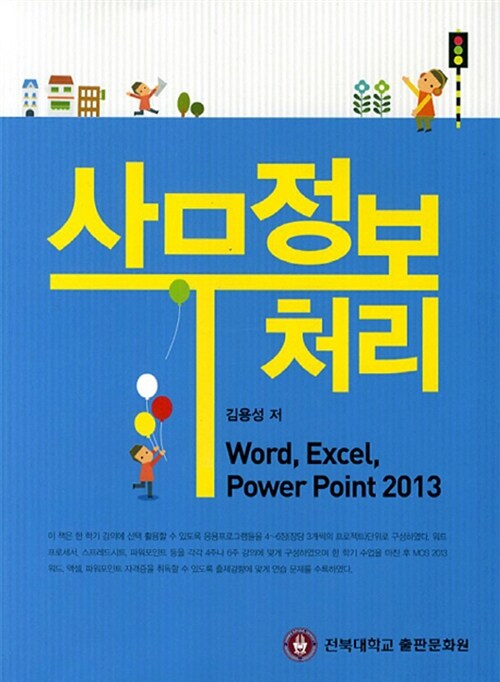 사무정보
처리
김용성 저
Word, Excel,
Power Point 2013
이 책은 한 학기 강의에 선택 활용할 수 있도록 응용프로그램들을 4~6장(장당 3개씩의 프로젝트)단위로 구성하였다. 워드
프로세서, 스프레드시트, 파워포인트 등을 각각 4주나 6주 강의에 맞게 구성하였으며 한 학기 수업을 마친 후 MOS 2013
워드, 엑셀, 파워포인트 자격증을 취득할 수 있도록 출제경향에 맞게 연습 문제를 수록하였다.
전북대학교 출판문화원